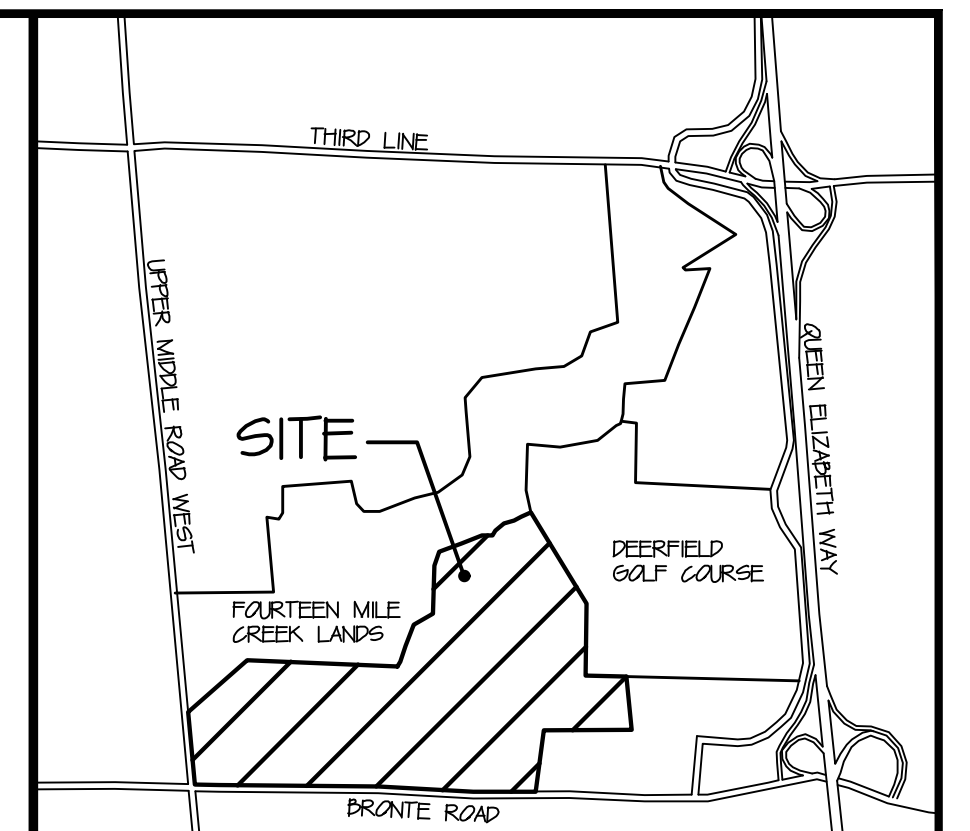 THIRD LINE
UPPER MIDDLE ROAD WEST
QUEEN ELIZABETH WAY
SITE
DEERFIELD
GOLF COURSE
FOURTEEN MILE
CREEK LANDS
BRONTE ROAD